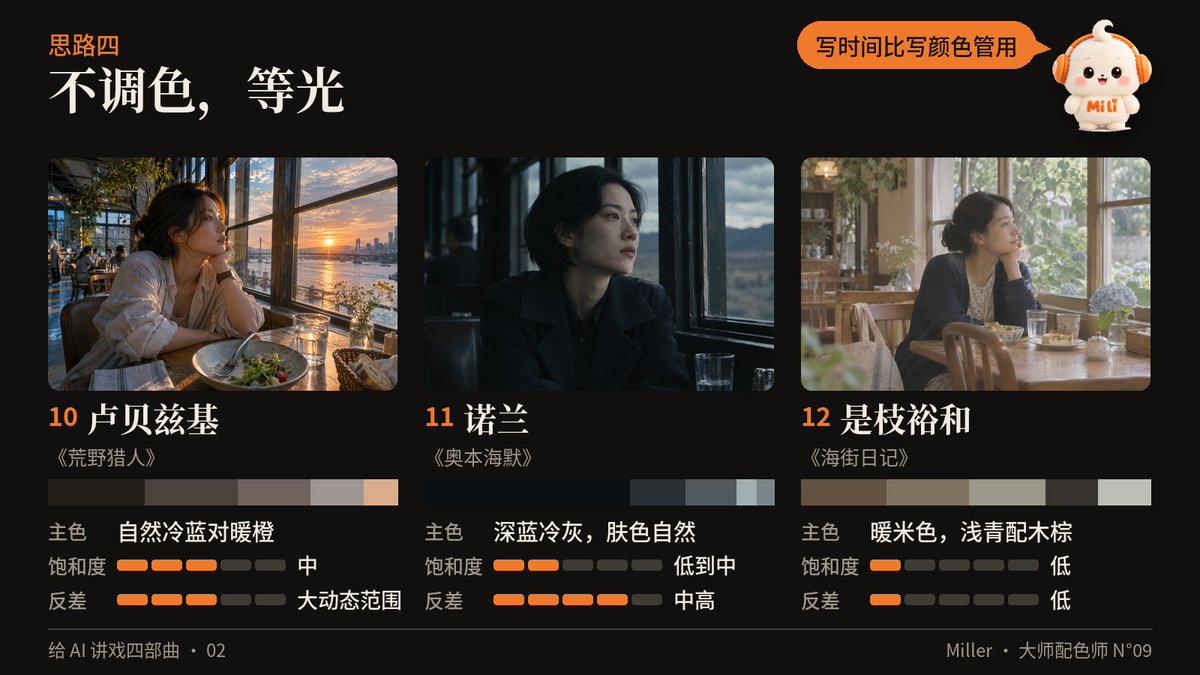 思路四
不调色，等光
写时间比写颜色管用
MiLi
10 卢贝兹基
《荒野猎人》
主色 自然冷蓝对暖橙
饱和度 中
反差 大动态范围
11 诺兰
《奥本海默》
主色 深蓝冷灰，肤色自然
饱和度 低到中
反差 中高
12 是枝裕和
《海街日记》
主色 暖米色，浅青配木棕
饱和度 低
反差 低
给 AI 讲戏四部曲 · 02
Miller · 大师配色师 N°09